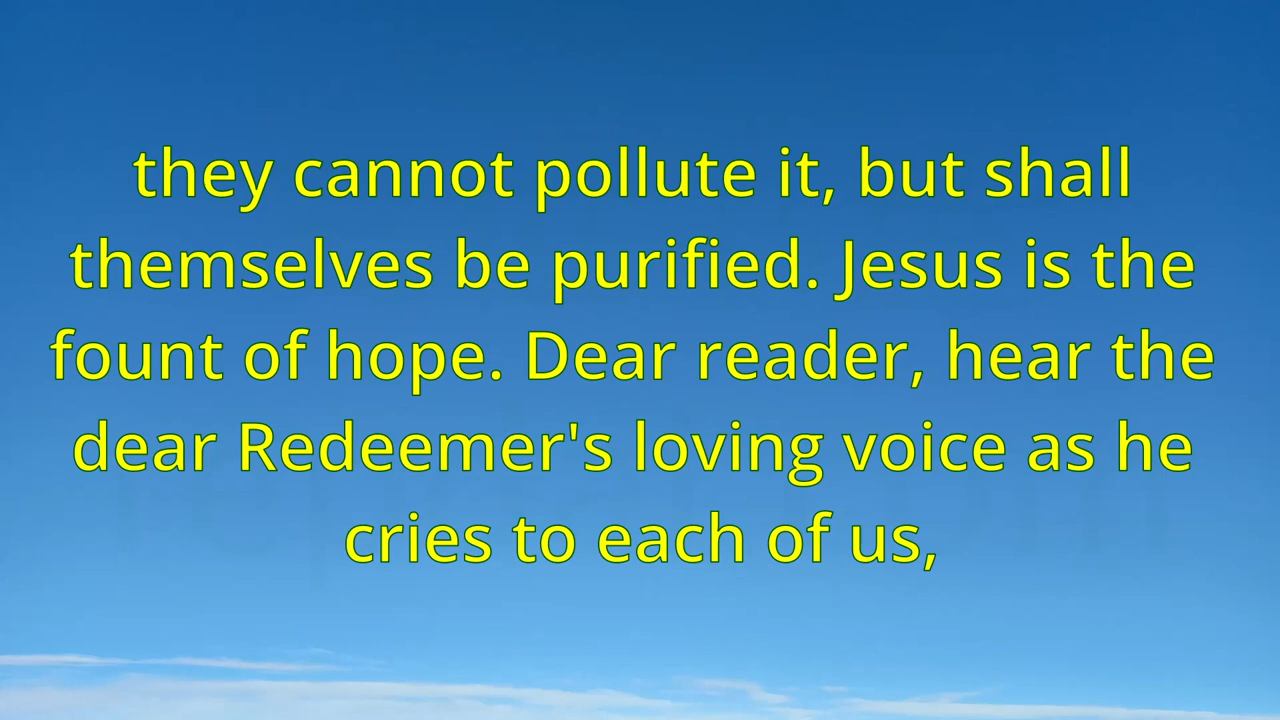 they cannot pollute it, but shall
themselves be purified. Jesus is the
fount of hope. Dear reader, hear the
dear Redeemer's loving voice as he
cries to each of us,